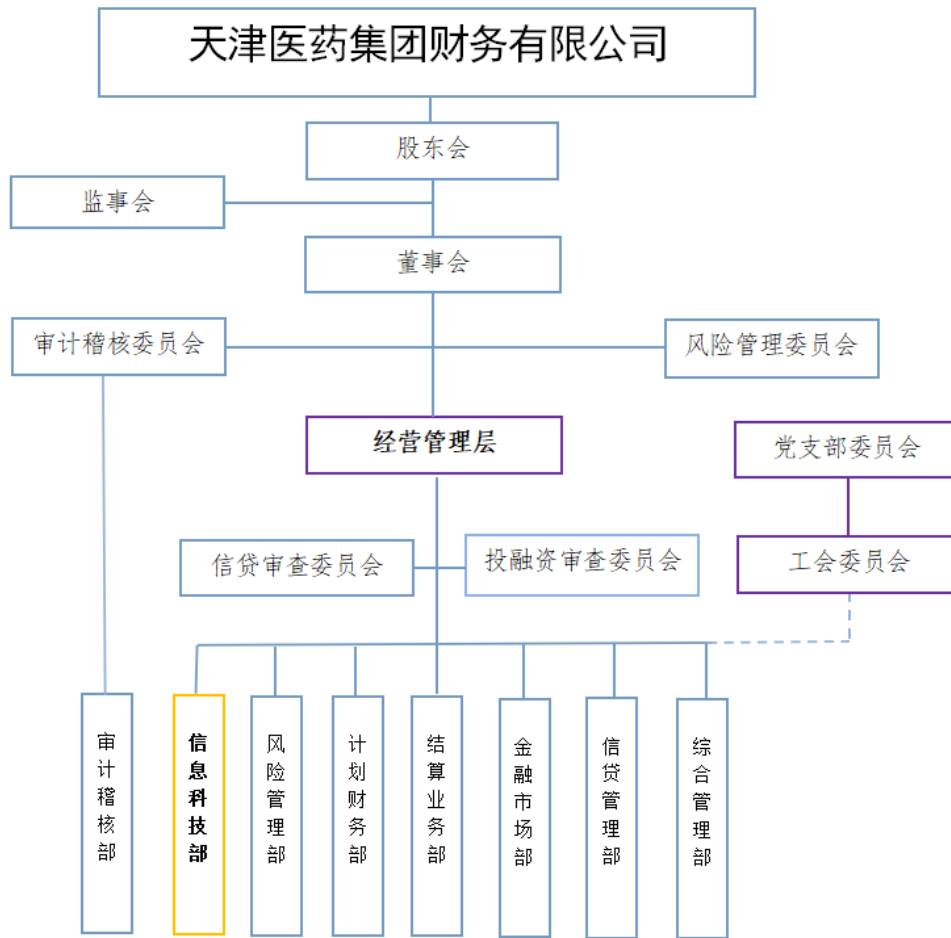 天津医药集团财务有限公司
股东会
监事会
董事会
审计稽核委员会
风险管理委员会
经营管理层
党支部委员会
信贷审查委员会
投融资审查委员会
工会委员会
审计稽核部
信息科技部
风险管理部
计划财务部
结算业务部
金融市场部
信贷管理部
综合管理部